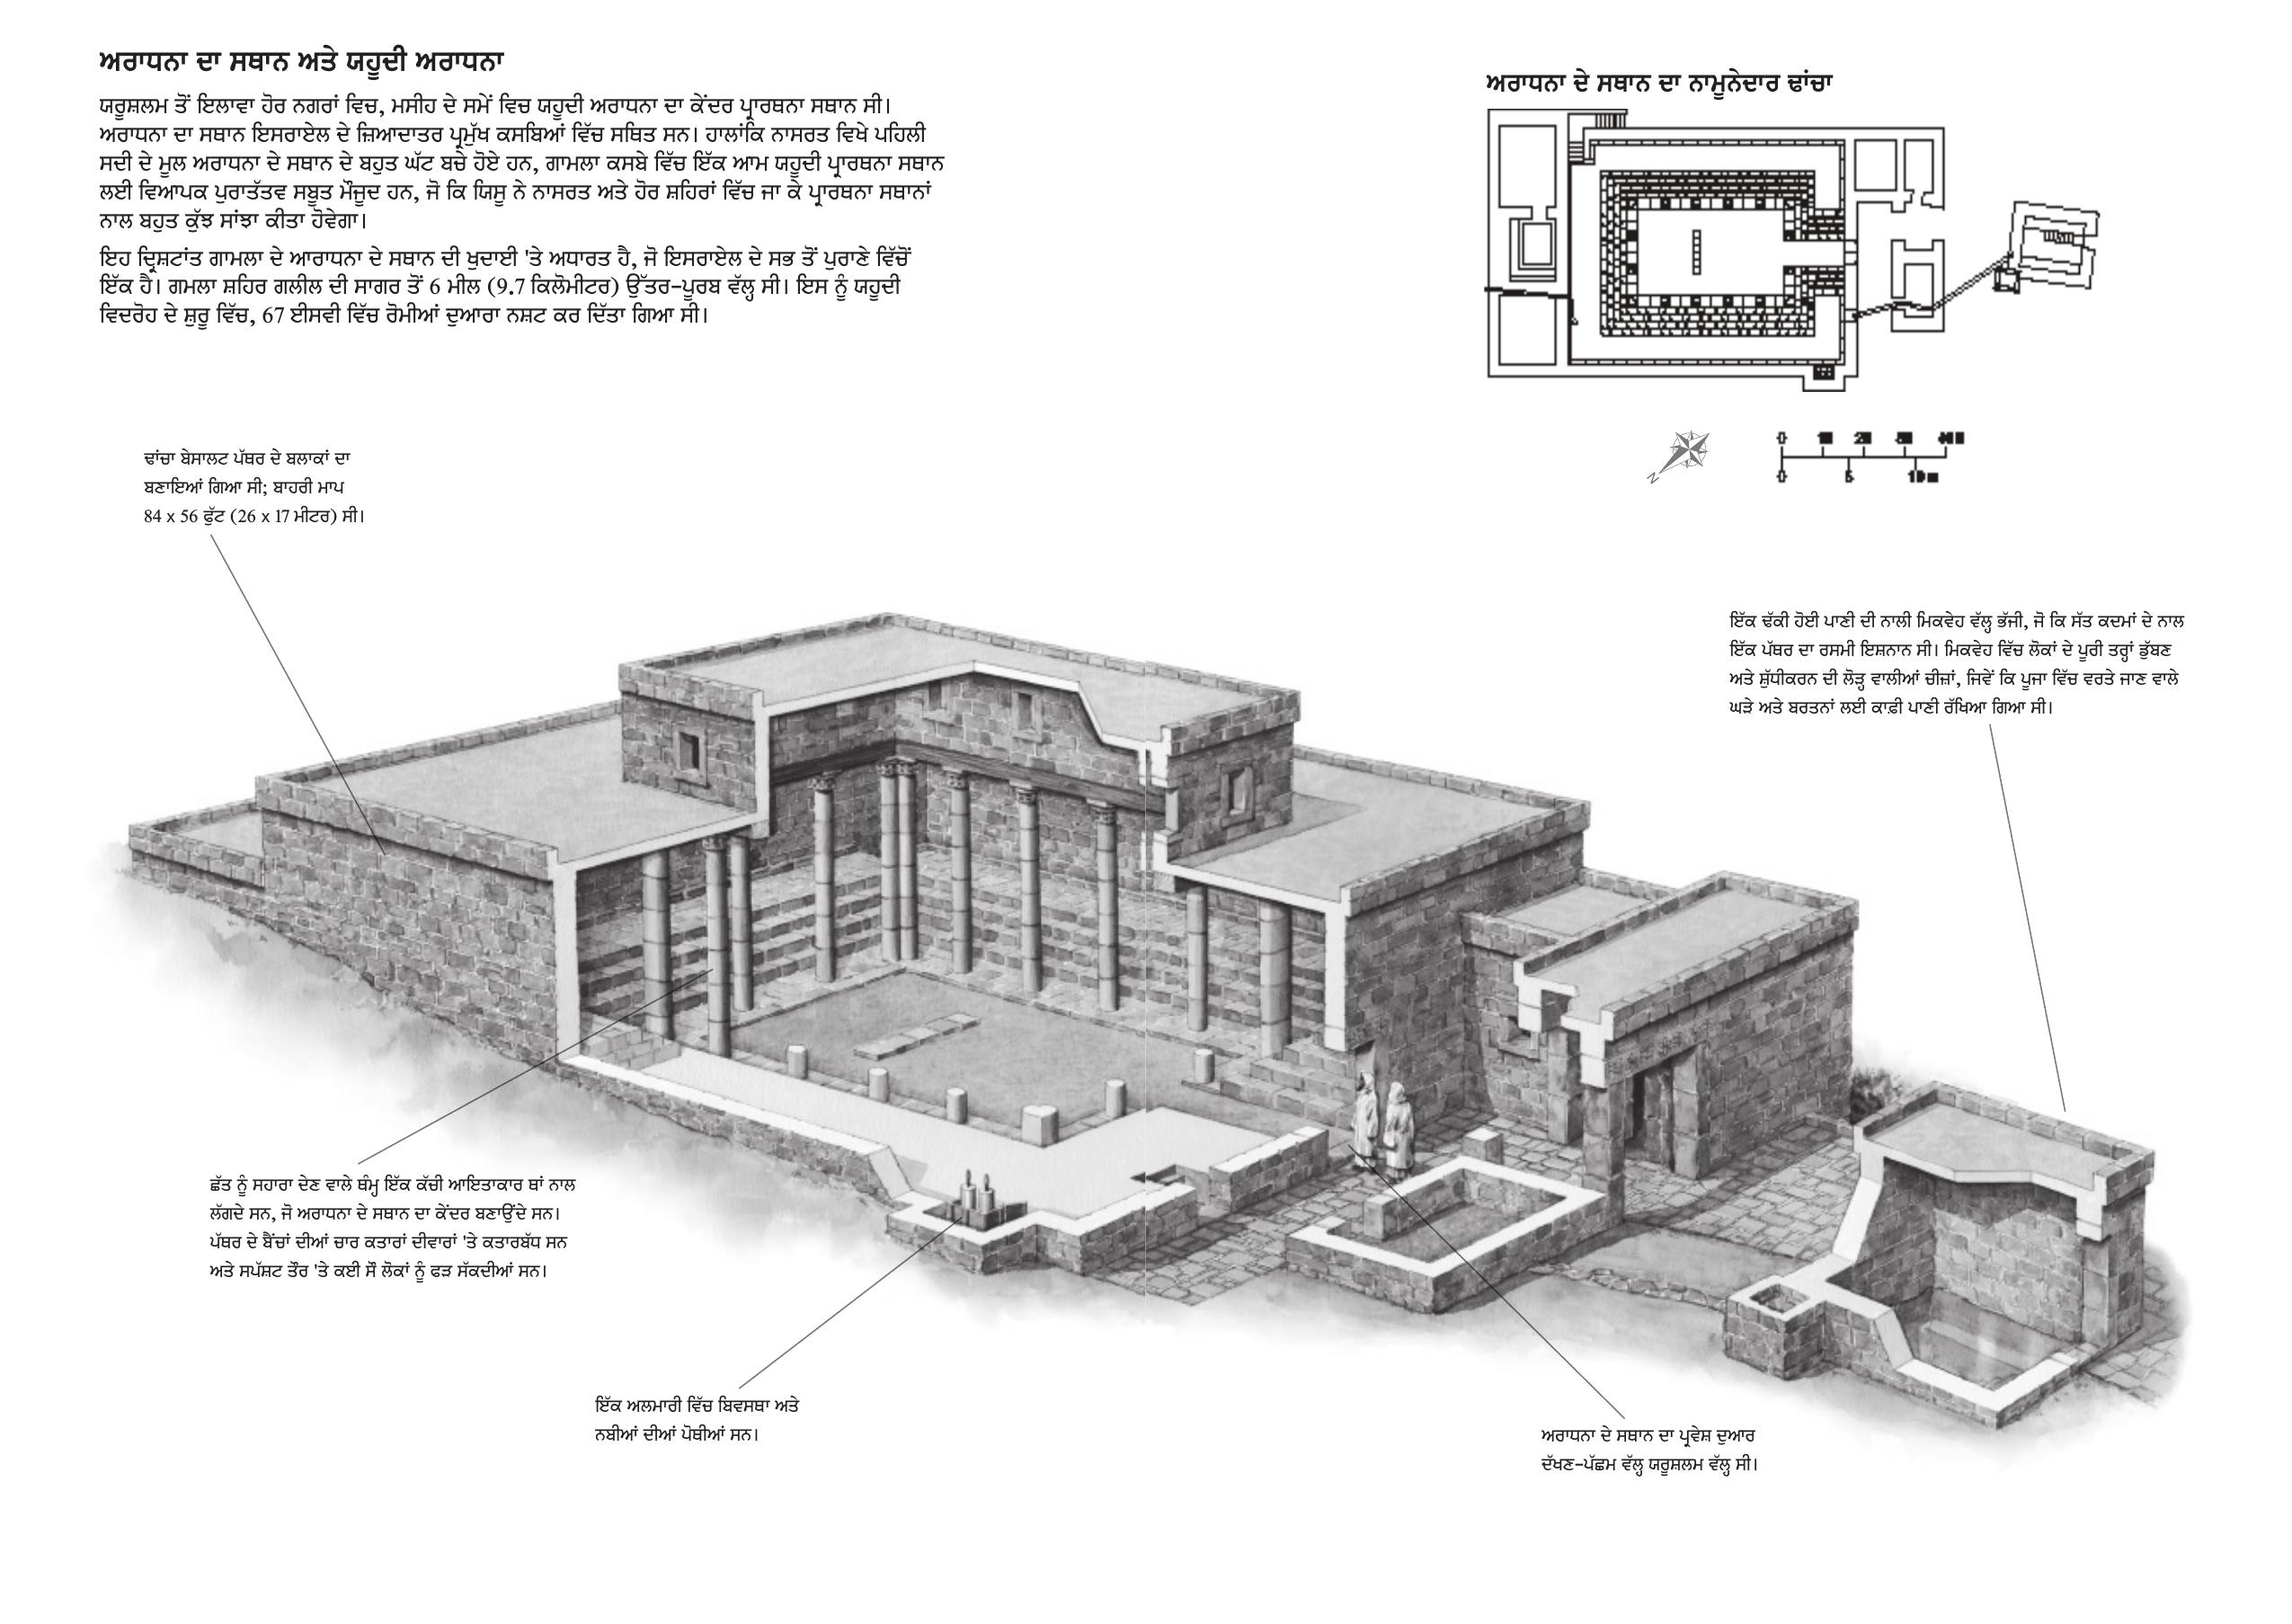 ਅਰਾਧਨਾ ਦਾ ਸਥਾਨ ਅਤੇ ਯਹੂਦੀ ਅਰਾਧਨਾ
ਯਰੂਸ਼ਲਮ ਤੋਂ ਇਲਾਵਾ ਹੋਰ ਨਗਰਾਂ ਵਿਚ, ਮਸੀਹ ਦੇ ਸਮੇਂ ਵਿਚ ਯਹੂਦੀ ਅਰਾਧਨਾ ਦਾ ਕੇਂਦਰ ਪ੍ਰਾਰਥਨਾ ਸਥਾਨ ਸੀ।
ਅਰਾਧਨਾ ਦਾ ਸਥਾਨ ਇਸਰਾਏਲ ਦੇ ਜ਼ਿਆਦਾਤਰ ਪ੍ਰਮੁੱਖ ਕਸਬਿਆਂ ਵਿੱਚ ਸਥਿਤ ਸਨ। ਹਾਲਾਂਕਿ ਨਾਸਰਤ ਵਿਖੇ ਪਹਿਲੀ
ਸਦੀ ਦੇ ਮੂਲ ਅਰਾਧਨਾ ਦੇ ਸਥਾਨ ਦੇ ਬਹੁਤ ਘੱਟ ਬਚੇ ਹੋਏ ਹਨ, ਗਾਮਲਾ ਕਸਬੇ ਵਿੱਚ ਇੱਕ ਆਮ ਯਹੂਦੀ ਪ੍ਰਾਰਥਨਾ ਸਥਾਨ
ਲਈ ਵਿਆਪਕ ਪੁਰਾਤੱਤਵ ਸਬੂਤ ਮੌਜੂਦ ਹਨ, ਜੋ ਕਿ ਯਿਸੂ ਨੇ ਨਾਸਰਤ ਅਤੇ ਹੋਰ ਸ਼ਹਿਰਾਂ ਵਿੱਚ ਜਾ ਕੇ ਪ੍ਰਾਰਥਨਾ ਸਥਾਨਾਂ
ਨਾਲ ਬਹੁਤ ਕੁੱਝ ਸਾਂਝਾ ਕੀਤਾ ਹੋਵੇਗਾ।
ਇਹ ਦ੍ਰਿਸ਼ਟਾਂਤ ਗਾਮਲਾ ਦੇ ਆਰਾਧਨਾ ਦੇ ਸਥਾਨ ਦੀ ਖੁਦਾਈ 'ਤੇ ਅਧਾਰਤ ਹੈ, ਜੋ ਇਸਰਾਏਲ ਦੇ ਸਭ ਤੋਂ ਪੁਰਾਣੇ ਵਿੱਚੋਂ
ਇੱਕ ਹੈ। ਗਮਲਾ ਸ਼ਹਿਰ ਗਲੀਲ ਦੀ ਸਾਗਰ ਤੋਂ 6 ਮੀਲ (9.7 ਕਿਲੋਮੀਟਰ) ਉੱਤਰ-ਪੂਰਬ ਵੱਲ੍ਹ ਸੀ। ਇਸ ਨੂੰ ਯਹੂਦੀ
ਵਿਦਰੋਹ ਦੇ ਸ਼ੁਰੂ ਵਿੱਚ, 67 ਈਸਵੀ ਵਿੱਚ ਰੋਮੀਆਂ ਦੁਆਰਾ ਨਸ਼ਟ ਕਰ ਦਿੱਤਾ ਗਿਆ ਸੀ।
ਅਰਾਧਨਾ ਦੇ ਸਥਾਨ ਦਾ ਨਾਮੂਨੇਦਾਰ ਢਾਂਚਾ
N
0 10 20 30
0 5 10 m
ਢਾਂਚਾ ਬੇਸਾਲਟ ਪੱਥਰ ਦੇ ਬਲਾਕਾਂ ਦਾ
ਬਣਾਇਆਂ ਗਿਆ ਸੀ; ਬਾਹਰੀ ਮਾਪ
84 x 56 ਫੁੱਟ (26 x 17 ਮੀਟਰ) ਸੀ।
ਇੱਕ ਢੱਕੀ ਹੋਈ ਪਾਣੀ ਦੀ ਨਾਲੀ ਮਿਕਵੇਹ ਵੱਲ੍ਹ ਭੱਜੀ, ਜੋ ਕਿ ਸੱਤ ਕਦਮਾਂ ਦੇ ਨਾਲ
ਇੱਕ ਪੱਥਰ ਦਾ ਰਸਮੀ ਇਸ਼ਨਾਨ ਸੀ। ਮਿਕਵੇਹ ਵਿੱਚ ਲੋਕਾਂ ਦੇ ਪੂਰੀ ਤਰ੍ਹਾਂ ਡੁੱਬਣ
ਅਤੇ ਸ਼ੁੱਧੀਕਰਨ ਦੀ ਲੋੜ੍ਹ ਵਾਲੀਆਂ ਚੀਜ਼ਾਂ, ਜਿਵੇਂ ਕਿ ਪੂਜਾ ਵਿੱਚ ਵਰਤੇ ਜਾਣ ਵਾਲੇ
ਘੜੇ ਅਤੇ ਬਰਤਨਾਂ ਲਈ ਕਾਫ਼ੀ ਪਾਣੀ ਰੱਖਿਆ ਗਿਆ ਸੀ।
ਛੱਤ ਨੂੰ ਸਹਾਰਾ ਦੇਣ ਵਾਲੇ ਥੰਮ੍ਹ ਇੱਕ ਕੱਚੀ ਆਇਤਾਕਾਰ ਥਾਂ ਨਾਲ
ਲੱਗਦੇ ਸਨ, ਜੋ ਅਰਾਧਨਾ ਦੇ ਸਥਾਨ ਦਾ ਕੇਂਦਰ ਬਣਾਉਂਦੇ ਸਨ।
ਪੱਥਰ ਦੇ ਬੈਂਚਾਂ ਦੀਆਂ ਚਾਰ ਕਤਾਰਾਂ ਦੀਵਾਰਾਂ 'ਤੇ ਕਤਾਰਬੱਧ ਸਨ
ਅਤੇ ਸਪੱਸ਼ਟ ਤੌਰ 'ਤੇ ਕਈ ਸੌ ਲੋਕਾਂ ਨੂੰ ਫੜ ਸੱਕਦੀਆਂ ਸਨ।
ਇੱਕ ਅਲਮਾਰੀ ਵਿੱਚ ਬਿਵਸਥਾ ਅਤੇ
ਨਬੀਆਂ ਦੀਆਂ ਪੋਥੀਆਂ ਸਨ।
ਅਰਾਧਨਾ ਦੇ ਸਥਾਨ ਦਾ ਪ੍ਰਵੇਸ਼ ਦੁਆਰ
ਦੱਖਣ-ਪੱਛਮ ਵੱਲ੍ਹ ਯਰੂਸ਼ਲਮ ਵੱਲ੍ਹ ਸੀ।